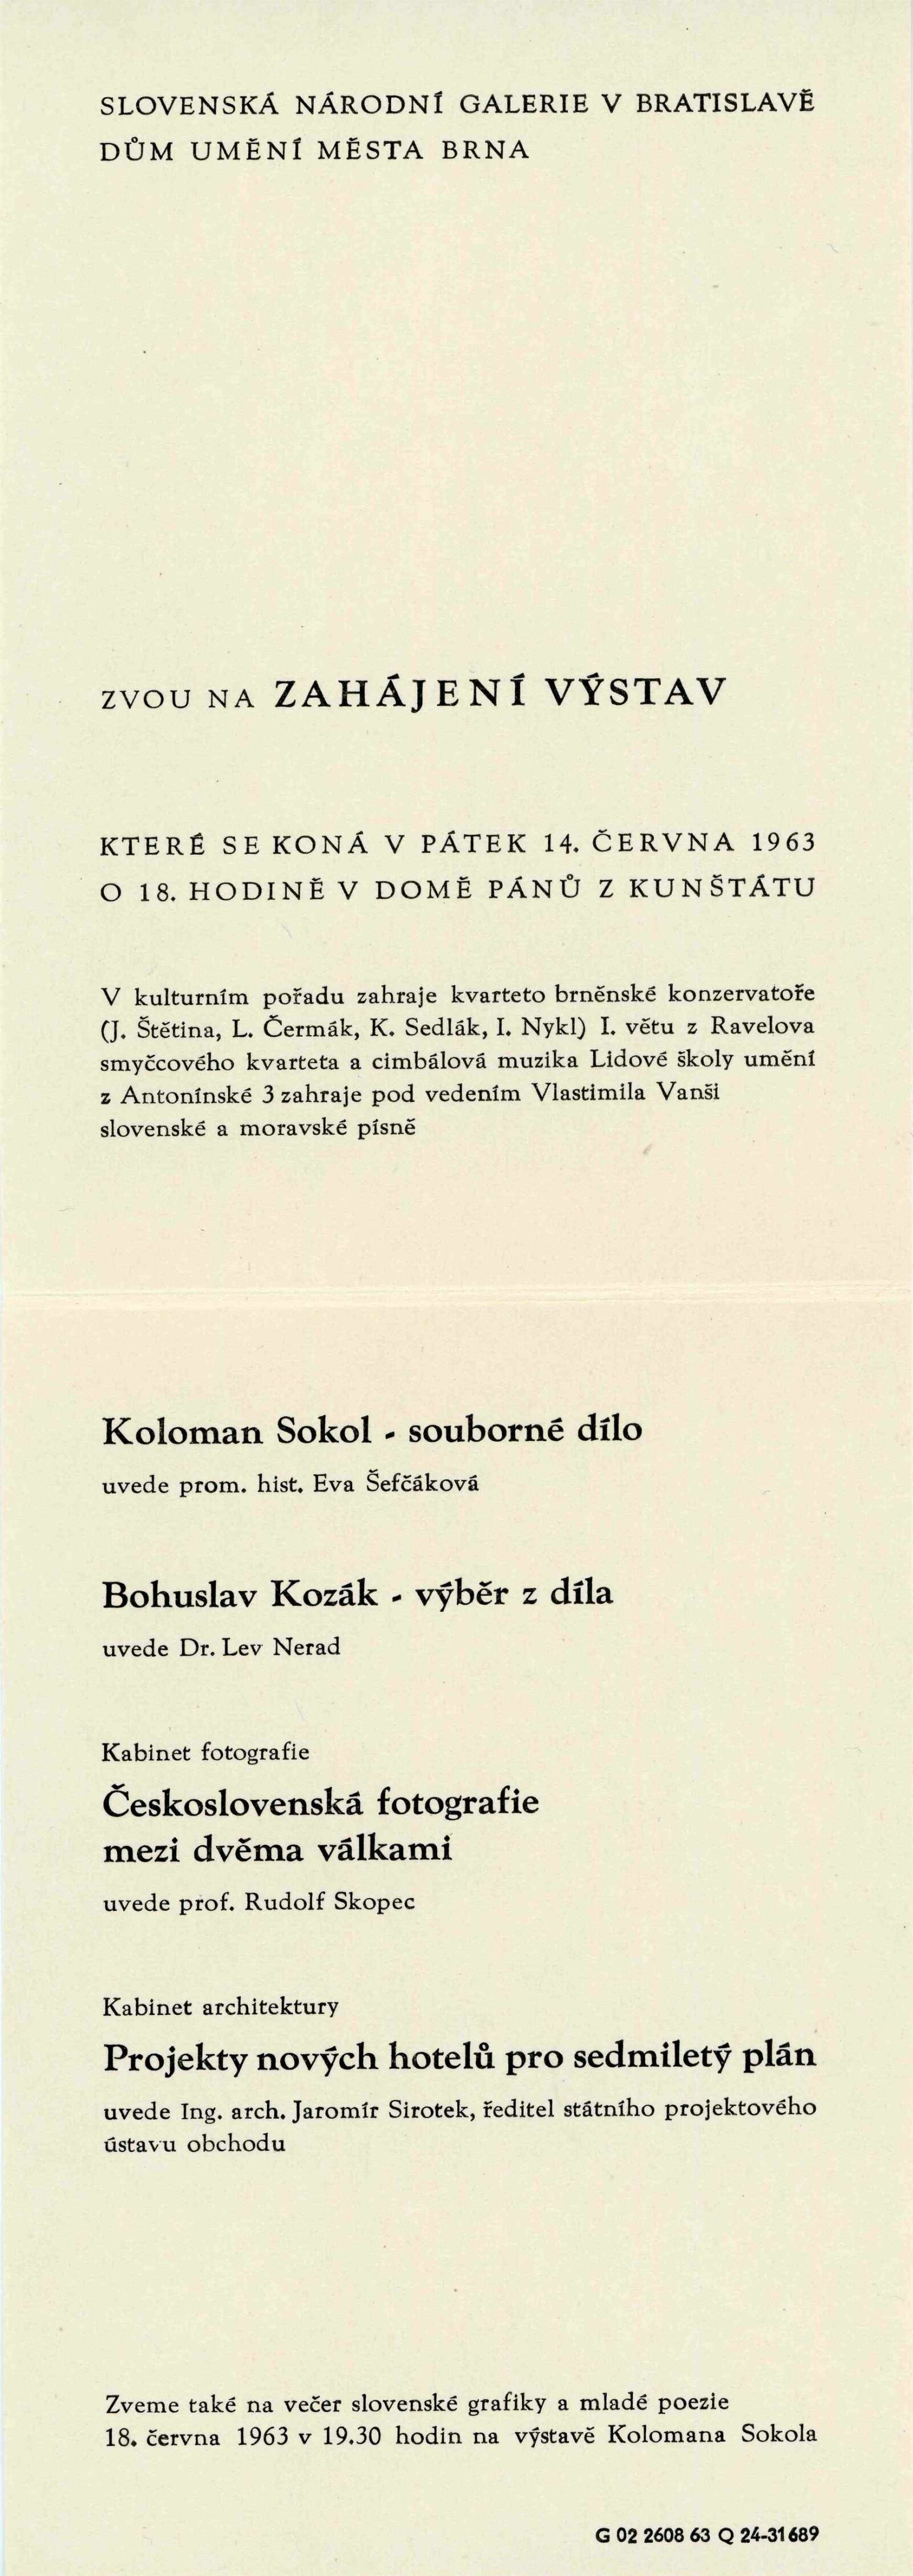 SLOVENSKÁ NÁRODNÍ GALERIE V BRATISLAVĚ
DŮM UMĚNÍ MĚSTA BRNA
ZVOU NA ZAHÁJENÍ VÝSTAV
KTERÉ SE KONÁ V PÁTEK 14. ČERVNA 1963
O 18. HODINĚ V DOMĚ PÁNŮ Z KUNŠTÁTU
V kulturním pořadu zahraje kvarteto brněnské konzervatoře
(J. Štětina, L. Čermák, K. Sedlák, I. Nykl) I. větu z Ravelova
smyčcového kvarteta a cimbálová muzika Lidové školy umění
z Antonínské 3 zahraje pod vedením Vlastimila Vanši
slovenské a moravské písně
Koloman Sokol - souborné dílo
uvede prom. hist. Eva Šefčáková
Bohuslav Kozák - výběr z díla
uvede Dr. Lev Nerad
Kabinet fotografie
Československá fotografie
mezi dvěma válkami
uvede prof. Rudolf Skopec
Kabinet architektury
Projekty nových hotelů pro sedmiletý plán
uvede Ing. arch. Jaromír Sirotek, ředitel státního projektového
ústavu obchodu
Zveme také na večer slovenské grafiky a mladé poezie
18. června 1963 v 19.30 hodin na výstavě Kolomana Sokola
G 02 2608 63 Q 24-31689